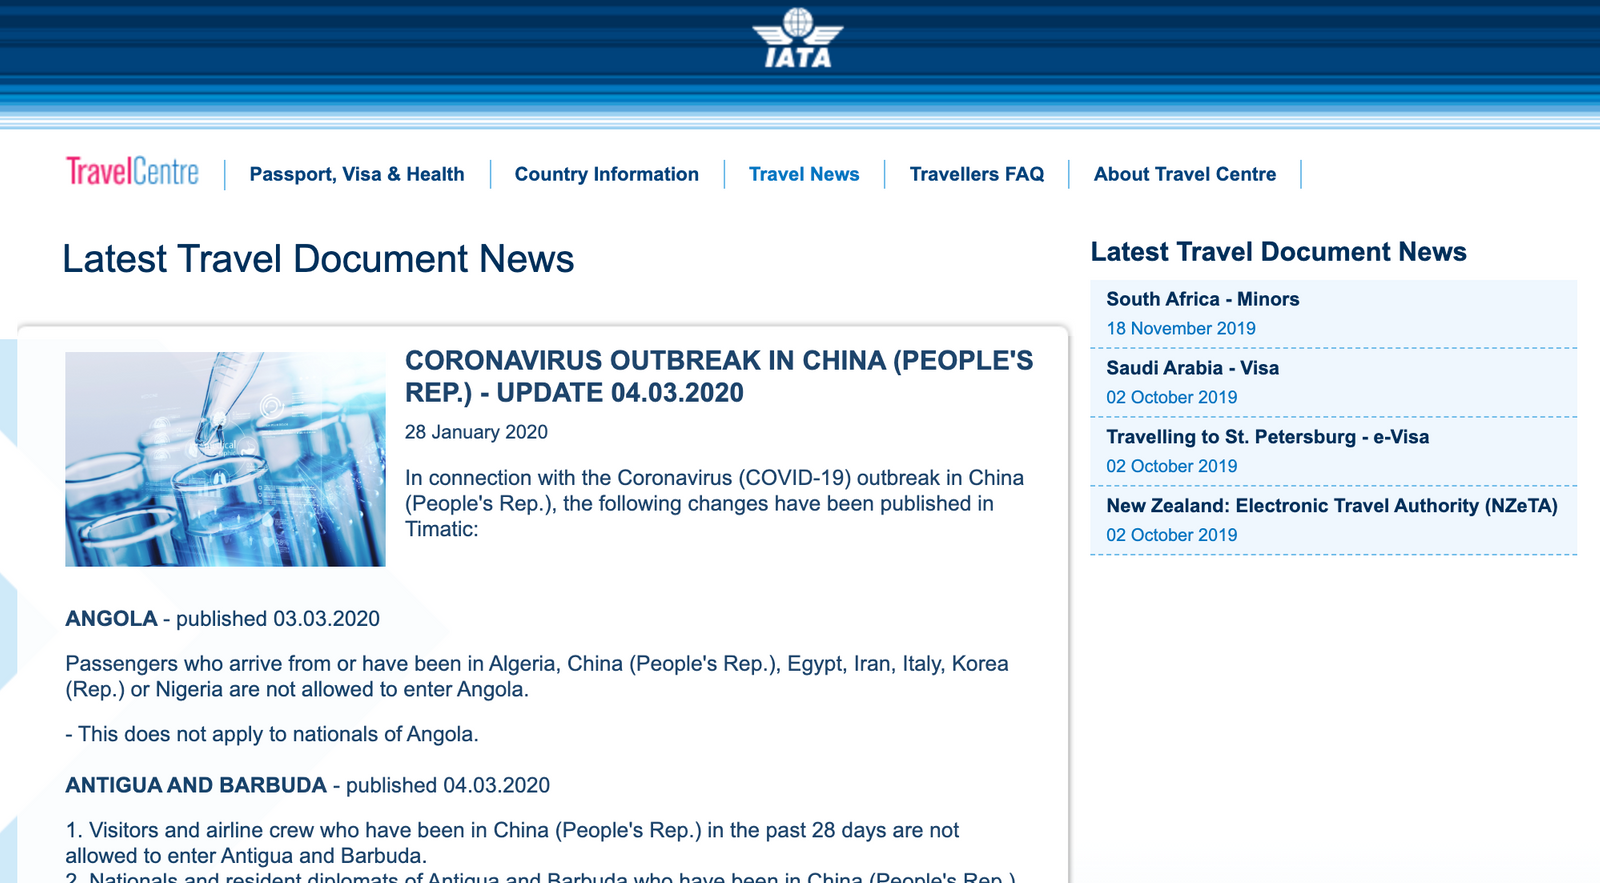 IATA
TravelCentre
Passport, Visa & Health
Country Information
Travel News
Travellers FAQ
About Travel Centre
Latest Travel Document News
CORONAVIRUS OUTBREAK IN CHINA (PEOPLE'S
REP.) - UPDATE 04.03.2020
28 January 2020
In connection with the Coronavirus (COVID-19) outbreak in China
(People's Rep.), the following changes have been published in
Timatic:
ANGOLA - published 03.03.2020
Passengers who arrive from or have been in Algeria, China (People's Rep.), Egypt, Iran, Italy, Korea
(Rep.) or Nigeria are not allowed to enter Angola.
- This does not apply to nationals of Angola.
ANTIGUA AND BARBUDA - published 04.03.2020
1. Visitors and airline crew who have been in China (People's Rep.) in the past 28 days are not
allowed to enter Antigua and Barbuda.
2. Nationals and resident diplomats of Antigua and Barbuda who have been in China (People's Rep.)
Latest Travel Document News
South Africa - Minors
18 November 2019
Saudi Arabia - Visa
02 October 2019
Travelling to St. Petersburg - e-Visa
02 October 2019
New Zealand: Electronic Travel Authority (NZeTA)
02 October 2019